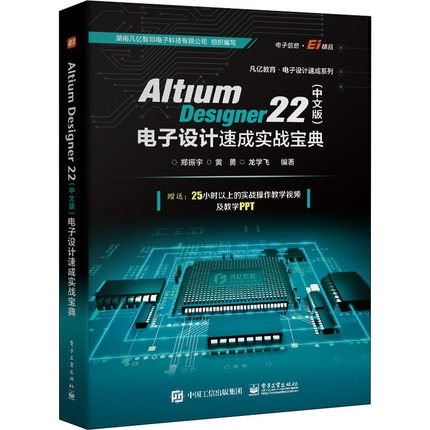 湖南凡亿智邦电子科技有限公司 组织编写
电子信息·Ei精品
凡亿教育·电子设计速成系列
Altium
Designer 22
(中文版)
电子设计速成实战宝典
郑振宇 黄 勇 龙学飞 编著
赠送:25小时以上的实战操作教学视频
及教学PPT
凡亿教育
中国工信出版集团
电子工业出版社
Ei
Altium Designer 22(中文版)电子设计速成实战宝典
电子工业出版社